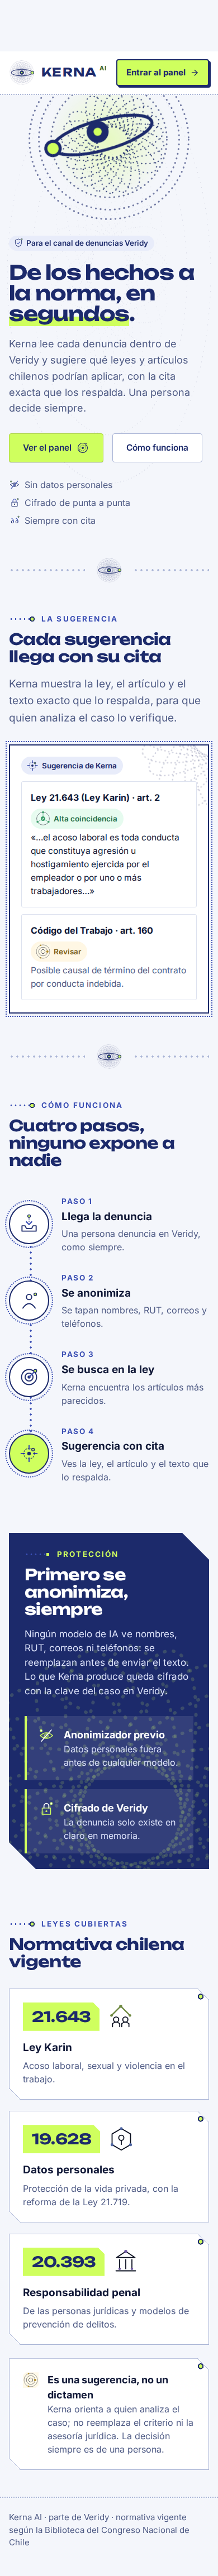 KERNA AI
Entrar al panel →
Para el canal de denuncias Veridy
De los hechos a
la norma, en
segundos.
Kerna lee cada denuncia dentro de
Veridy y sugiere qué leyes y artículos
chilenos podrían aplicar, con la cita
exacta que los respalda. Una persona
decide siempre.
Ver el panel
Cómo funciona
Sin datos personales
Cifrado de punta a punta
Siempre con cita
LA SUGERENCIA
Cada sugerencia
llega con su cita
Kerna muestra la ley, el artículo y el
texto exacto que lo respalda, para que
quien analiza el caso lo verifique.
Sugerencia de Kerna
Ley 21.643 (Ley Karin) · art. 2
Alta coincidencia
«...el acoso laboral es toda conducta
que constituya agresión u
hostigamiento ejercida por el
empleador o por uno o más
trabajadores...»
Código del Trabajo · art. 160
Revisar
Posible causal de término del contrato
por conducta indebida.
CÓMO FUNCIONA
Cuatro pasos,
ninguno expone a
nadie
PASO 1
Llega la denuncia
Una persona denuncia en Veridy,
como siempre.
PASO 2
Se anonimiza
Se tapan nombres, RUT, correos y
teléfonos.
PASO 3
Se busca en la ley
Kerna encuentra los artículos más
parecidos.
PASO 4
Sugerencia con cita
Ves la ley, el artículo y el texto que
lo respalda.
PROTECCIÓN
Primero se
anonimiza,
siempre
Ningún modelo de IA ve nombres,
RUT, correos ni teléfonos: se
reemplazan antes de enviar el texto.
Lo que Kerna produce queda cifrado
con la clave del caso en Veridy.
Anonimizador previo
Datos personales fuera
antes de cualquier modelo.
Cifrado de Veridy
La denuncia solo existe en
claro en memoria.
LEYES CUBIERTAS
Normativa chilena
vigente
21.643
Ley Karin
Acoso laboral, sexual y violencia en el
trabajo.
19.628
Datos personales
Protección de la vida privada, con la
reforma de la Ley 21.719.
20.393
Responsabilidad penal
De las personas jurídicas y modelos de
prevención de delitos.
Es una sugerencia, no un
dictamen
Kerna orienta a quien analiza el
caso; no reemplaza el criterio ni la
asesoría jurídica. La decisión
siempre es de una persona.
Kerna AI · parte de Veridy · normativa vigente
según la Biblioteca del Congreso Nacional de
Chile